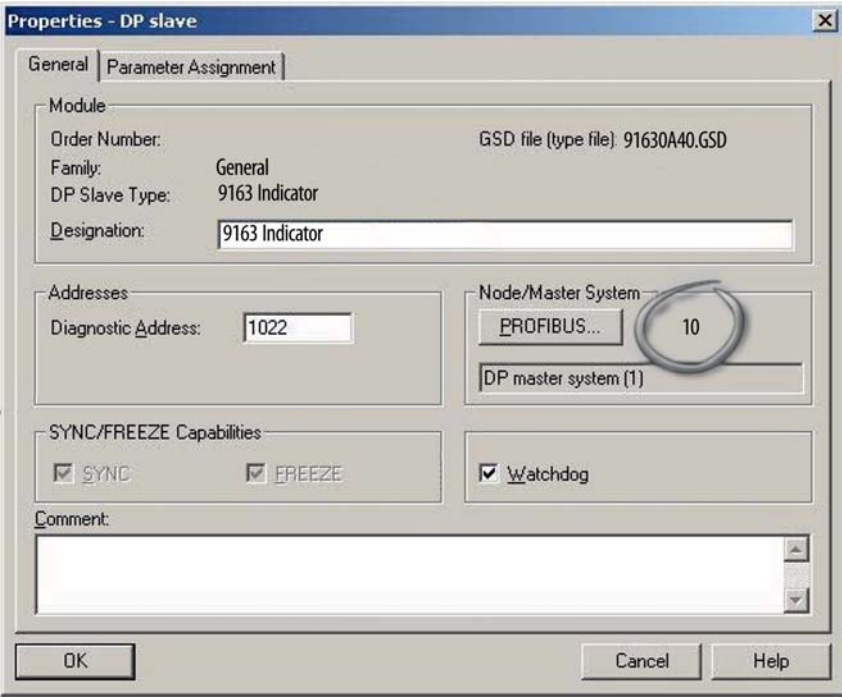 Properties - DP slave
General Parameter Assignment
Module
Order Number: GSD file (type file): 91630A40.GSD
Family: General
DP Slave Type: 9163 Indicator
Designation: 9163 Indicator
Addresses
Diagnostic Address: 1022
Node/Master System
PROFIBUS... 10
DP master system (1)
SYNC/FREEZE Capabilities
SYNC FREEZE
Watchdog
Comment:
OK Cancel Help